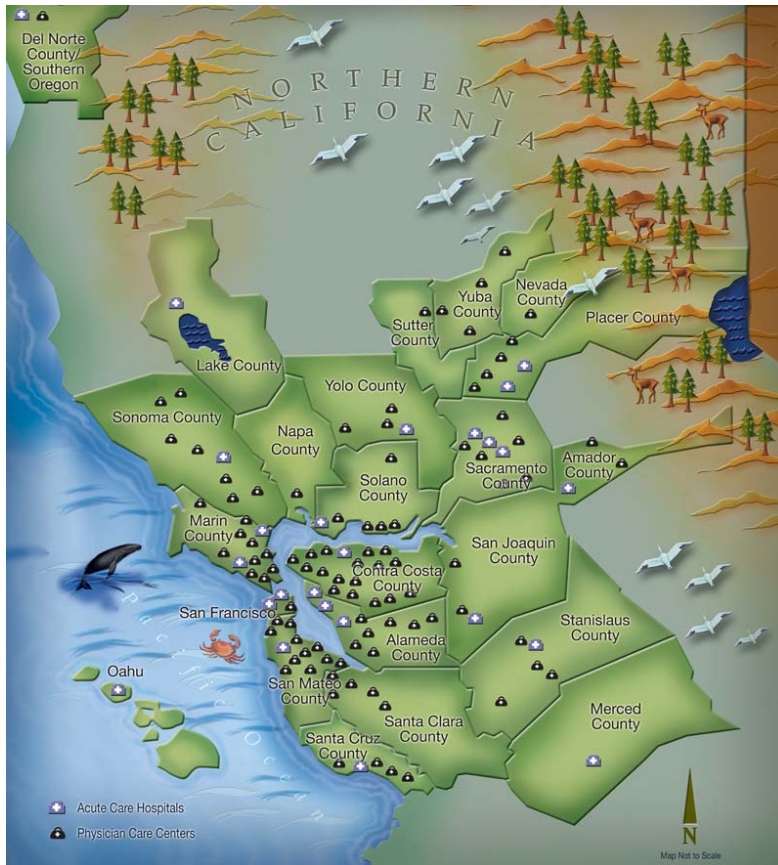 Del Norte
County/
Southern
Oregon
NORTHERN
CALIFORNIA
Yuba
County
Nevada
County
Sutter
County
Placer County
Lake County
Yolo County
Sonoma County
Napa
County
Solano
County
Sacramento
County
Amador
County
Marin
County
San Joaquin
County
Contra Costa
County
San Francisco
Stanislaus
County
Alameda
County
Pacific Ocean
Oahu
San Mateo
County
Santa Clara
County
Merced
County
Santa Cruz
County
Acute Care Hospitals
Physician Care Centers
N
Map Not to Scale